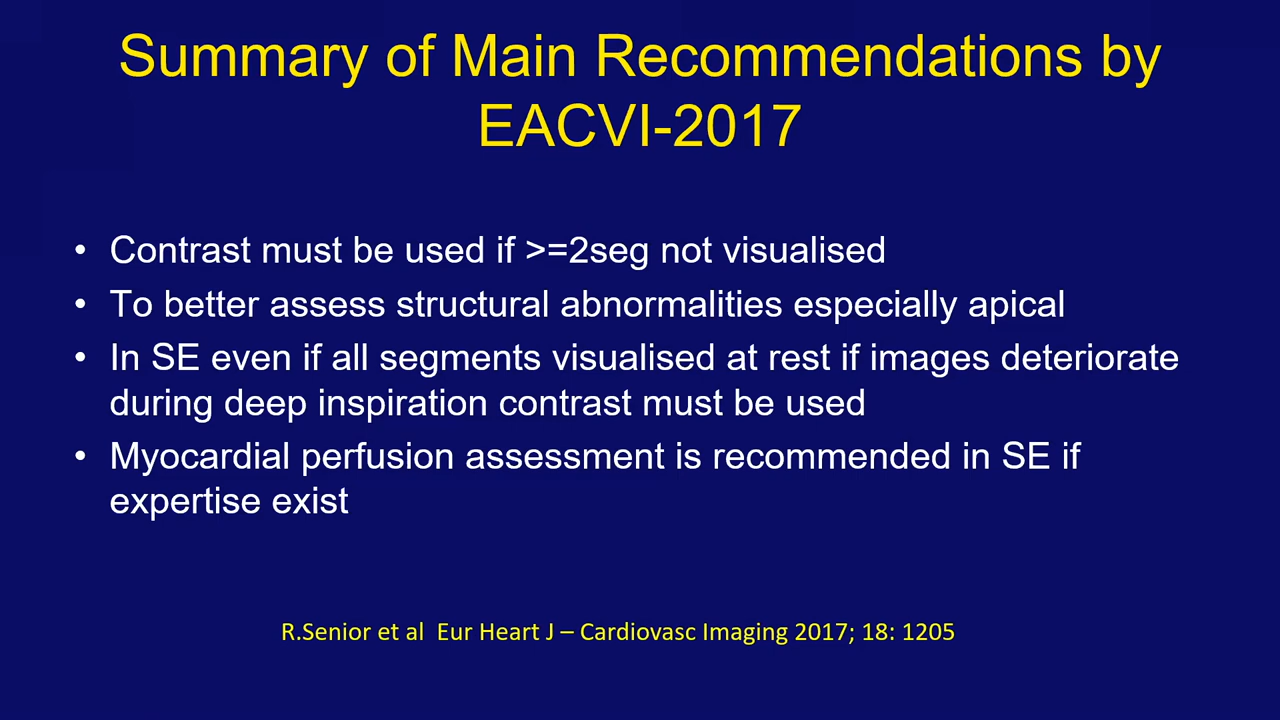 Summary of Main Recommendations by
EACVI-2017
• Contrast must be used if >=2seg not visualised
• To better assess structural abnormalities especially apical
• In SE even if all segments visualised at rest if images deteriorate
during deep inspiration contrast must be used
• Myocardial perfusion assessment is recommended in SE if
expertise exist
R.Senior et al  Eur Heart J – Cardiovasc Imaging 2017; 18: 1205